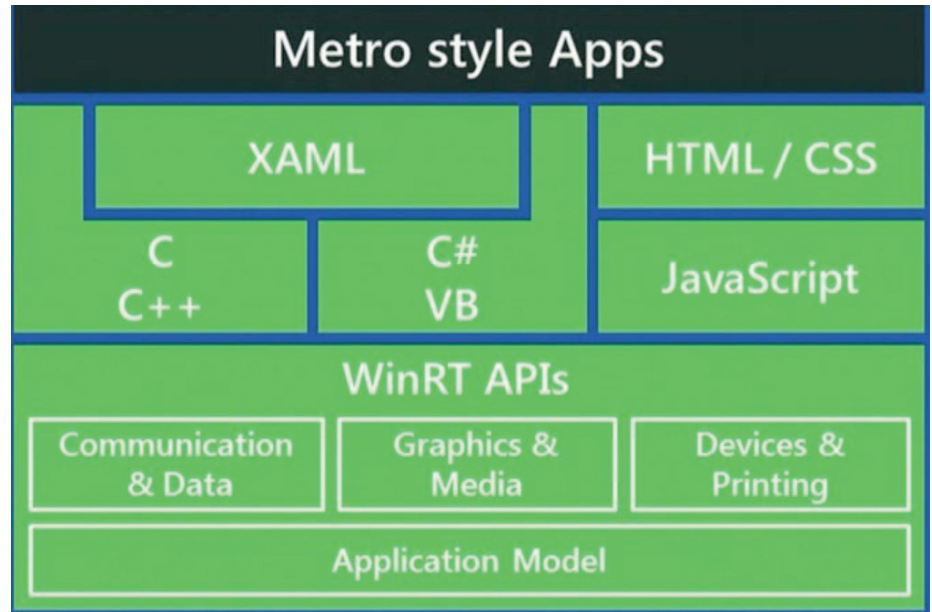 Metro style Apps
XAML
HTML / CSS
C
C++
C#
VB
JavaScript
WinRT APIs
Communication
& Data
Graphics &
Media
Devices &
Printing
Application Model